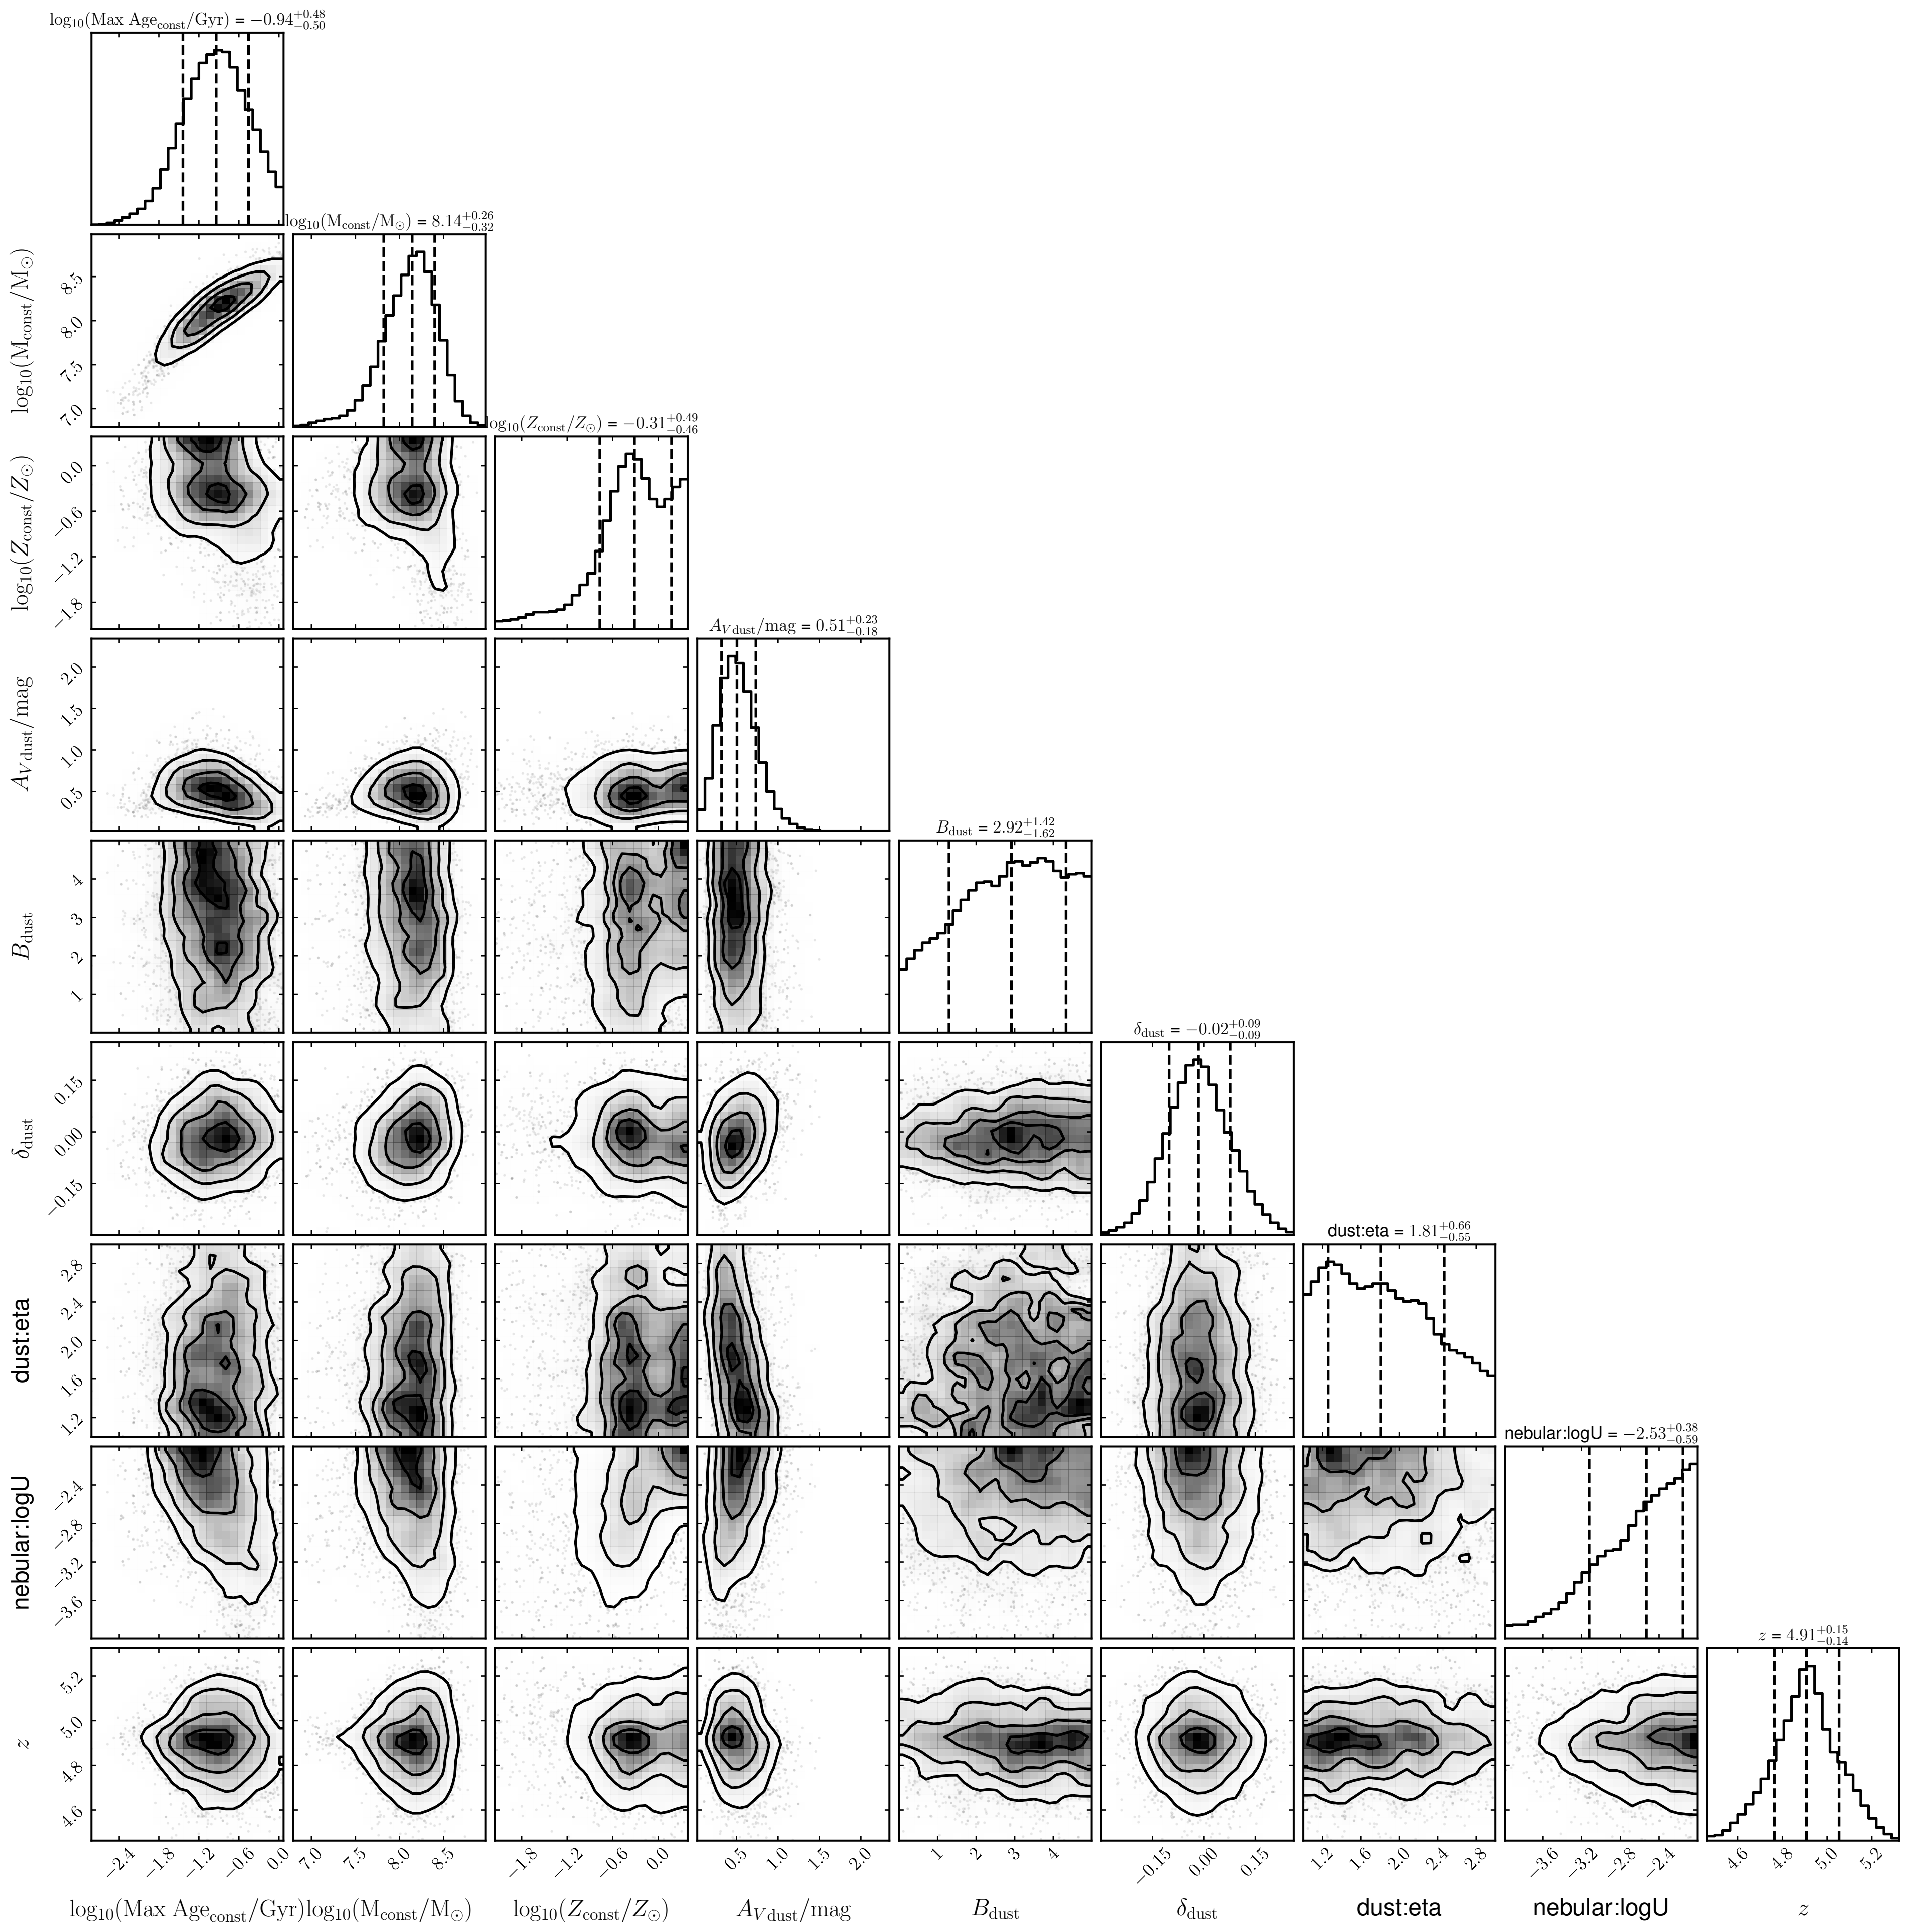 log₁₀(Max Age_const/Gyr) = −0.94^{+0.48}_{−0.50}
log₁₀(M_const/M_⊙) = 8.14^{+0.26}_{−0.32}
log₁₀(M_const/M_⊙)
8.5
8.0
7.5
7.0
log₁₀(Z_const/Z_⊙) = −0.31^{+0.49}_{−0.46}
log₁₀(Z_const/Z_⊙)
0.0
−0.6
−1.2
−1.8
A_{V dust}/mag = 0.51^{+0.23}_{−0.18}
A_{V dust}/mag
2.0
1.5
1.0
0.5
B_dust = 2.92^{+1.42}_{−1.62}
B_dust
4
3
2
1
δ_dust = −0.02^{+0.09}_{−0.09}
δ_dust
0.15
0.00
−0.15
dust:eta = 1.81^{+0.66}_{−0.55}
dust:eta
2.8
2.4
2.0
1.6
1.2
nebular:logU = −2.53^{+0.38}_{−0.59}
nebular:logU
−2.4
−2.8
−3.2
−3.6
z = 4.91^{+0.15}_{−0.14}
z
5.2
5.0
4.8
4.6
−2.4 −1.8 −1.2 −0.6 0.0 7.0 7.5 8.0 8.5 −1.8 −1.2 −0.6 0.0 0.5 1.0 1.5 2.0 1 2 3 4 −0.15 0.00 0.15 1.2 1.6 2.0 2.4 2.8 −3.6 −3.2 −2.8 −2.4 4.6 4.8 5.0 5.2
log₁₀(Max Age_const/Gyr) log₁₀(M_const/M_⊙) log₁₀(Z_const/Z_⊙) A_{V dust}/mag B_dust δ_dust dust:eta nebular:logU z